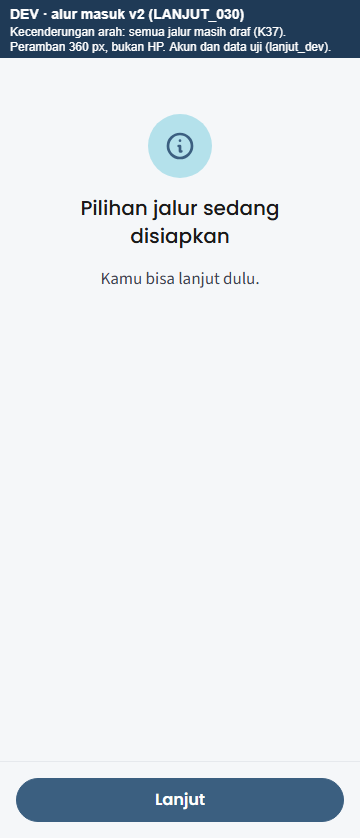 DEV · alur masuk v2 (LANJUT_030)
Kecenderungan arah: semua jalur masih draf (K37).
Peramban 360 px, bukan HP. Akun dan data uji (lanjut_dev).
Pilihan jalur sedang
disiapkan
Kamu bisa lanjut dulu.
Lanjut